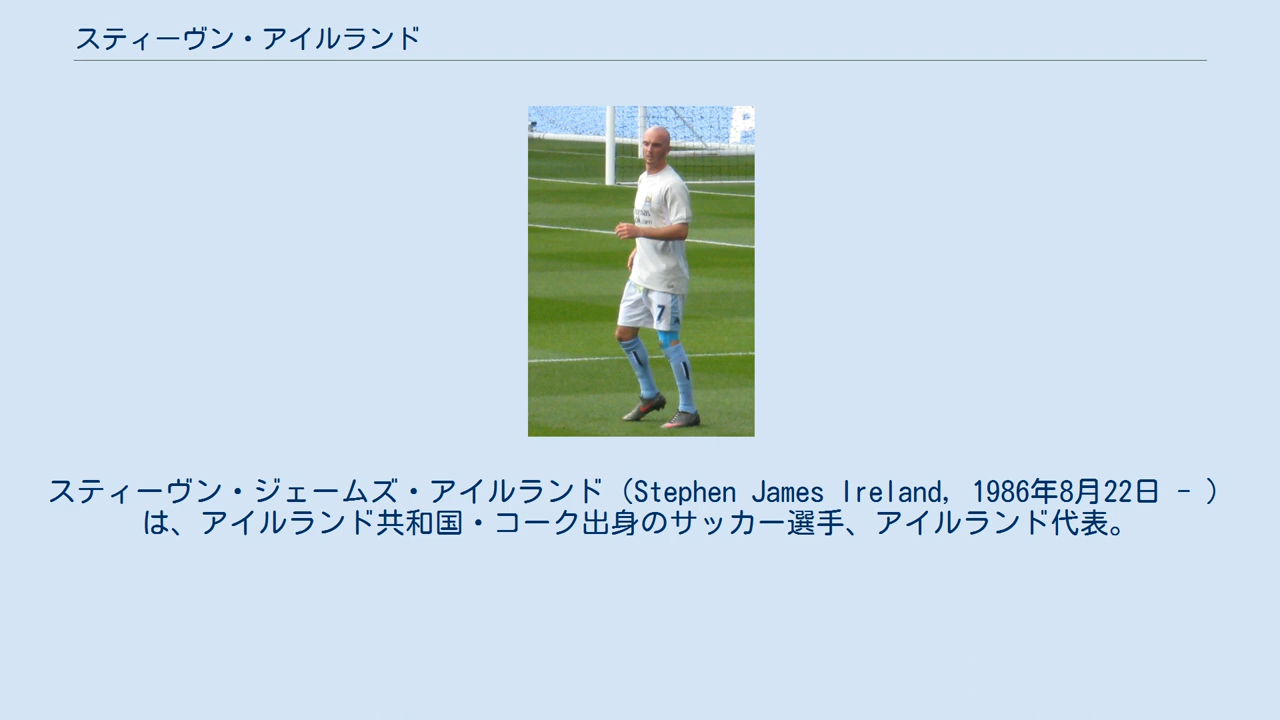 スティーヴン・アイルランド
P
7
スティーヴン・ジェームズ・アイルランド（Stephen James Ireland, 1986年8月22日 - ）
は、アイルランド共和国・コーク出身のサッカー選手、アイルランド代表。